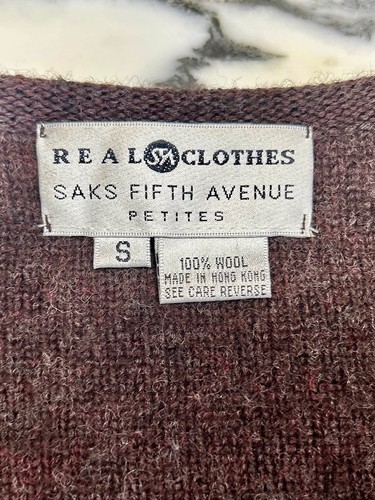 REAL SFA CLOTHES
SAKS FIFTH AVENUE
PETITES
S
100% WOOL
MADE IN HONG KONG
SEE CARE REVERSE